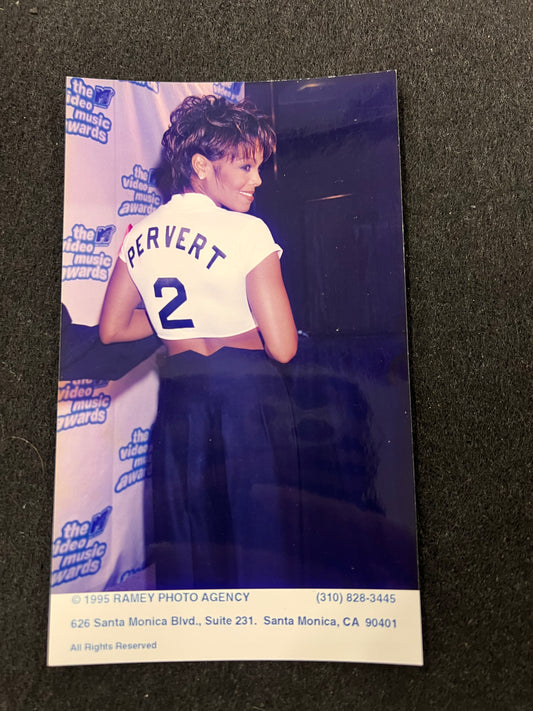 the
video
music
awards
the
video
music
awards
the
video
music
awards
PERVERT
2
the
video
music
awards
the
video
music
awards
the
video
music
awards
© 1995 RAMEY PHOTO AGENCY (310) 828-3445
626 Santa Monica Blvd., Suite 231. Santa Monica, CA 90401
All Rights Reserved